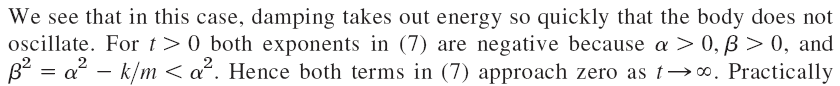 We see that in this case, damping takes out energy so quickly that the body does not
oscillate. For t > 0 both exponents in (7) are negative because α > 0, β > 0, and
β² = α² − k/m < α². Hence both terms in (7) approach zero as t → ∞. Practically